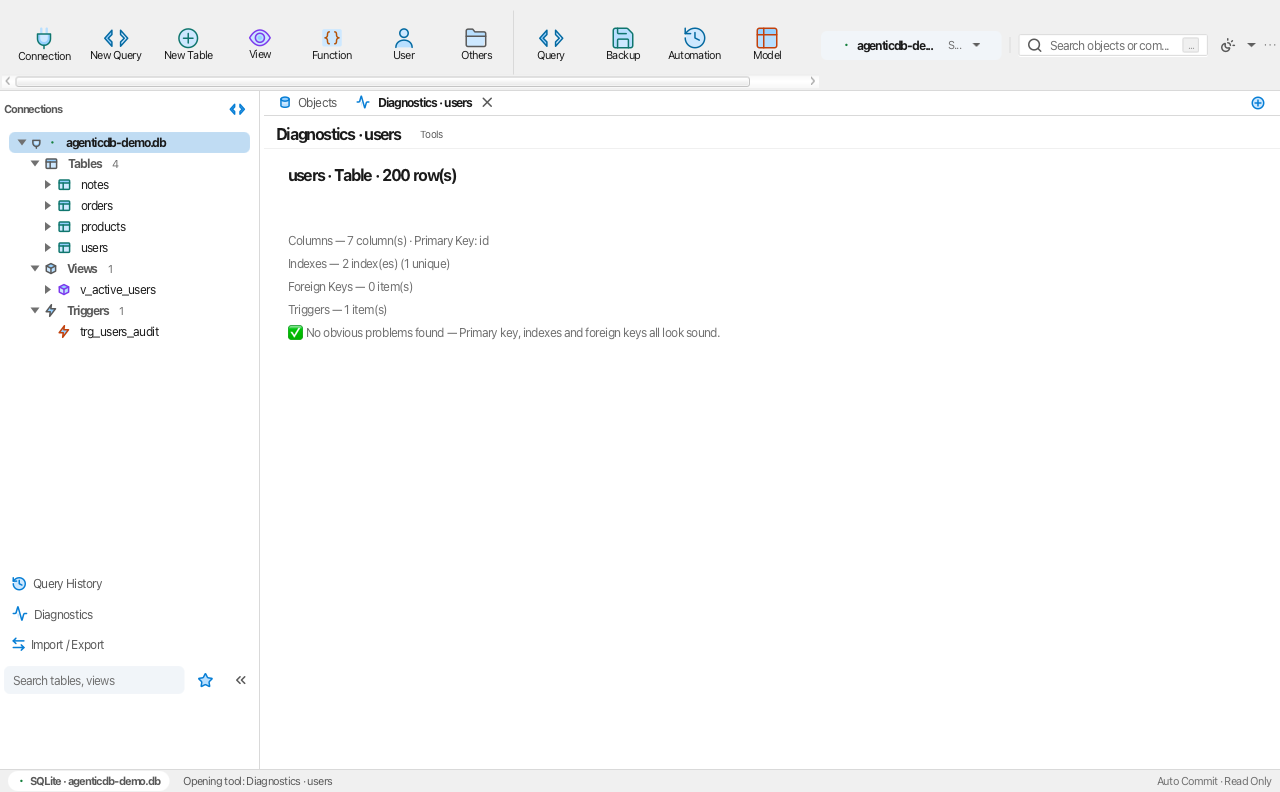 Connection
New Query
New Table
View
Function
User
Others
Query
Backup
Automation
Model
agenticdb-de...
S...
Search objects or com...
...
Connections
agenticdb-demo.db
Tables 4
notes
orders
products
users
Views 1
v_active_users
Triggers 1
trg_users_audit
Query History
Diagnostics
Import / Export
Search tables, views
Objects
Diagnostics · users
Diagnostics · users
Tools
users · Table · 200 row(s)
Columns — 7 column(s) · Primary Key: id
Indexes — 2 index(es) (1 unique)
Foreign Keys — 0 item(s)
Triggers — 1 item(s)
✅ No obvious problems found — Primary key, indexes and foreign keys all look sound.
SQLite · agenticdb-demo.db
Opening tool: Diagnostics · users
Auto Commit · Read Only